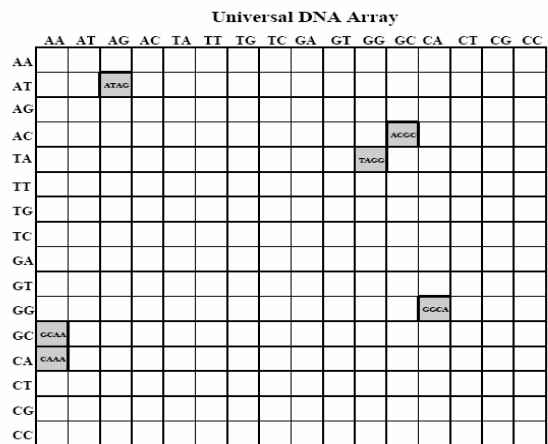 Universal DNA Array
AA AT AG AC TA TT TG TC GA GT GG GC CA CT CG CC
AA
AT ATAG
AG
AC ACGC
TA TAGG
TT
TG
TC
GA
GT
GG GGCA
GC GCAA
CA CAAA
CT
CG
CC